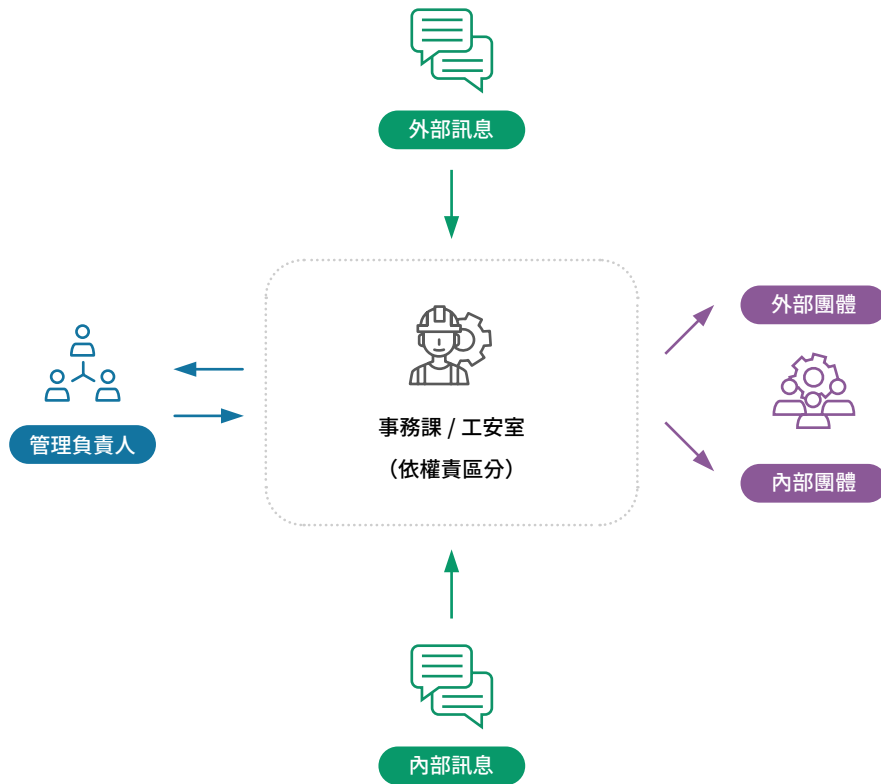 外部訊息
外部團體
事務課 / 工安室
（依權責區分）
管理負責人
內部團體
內部訊息